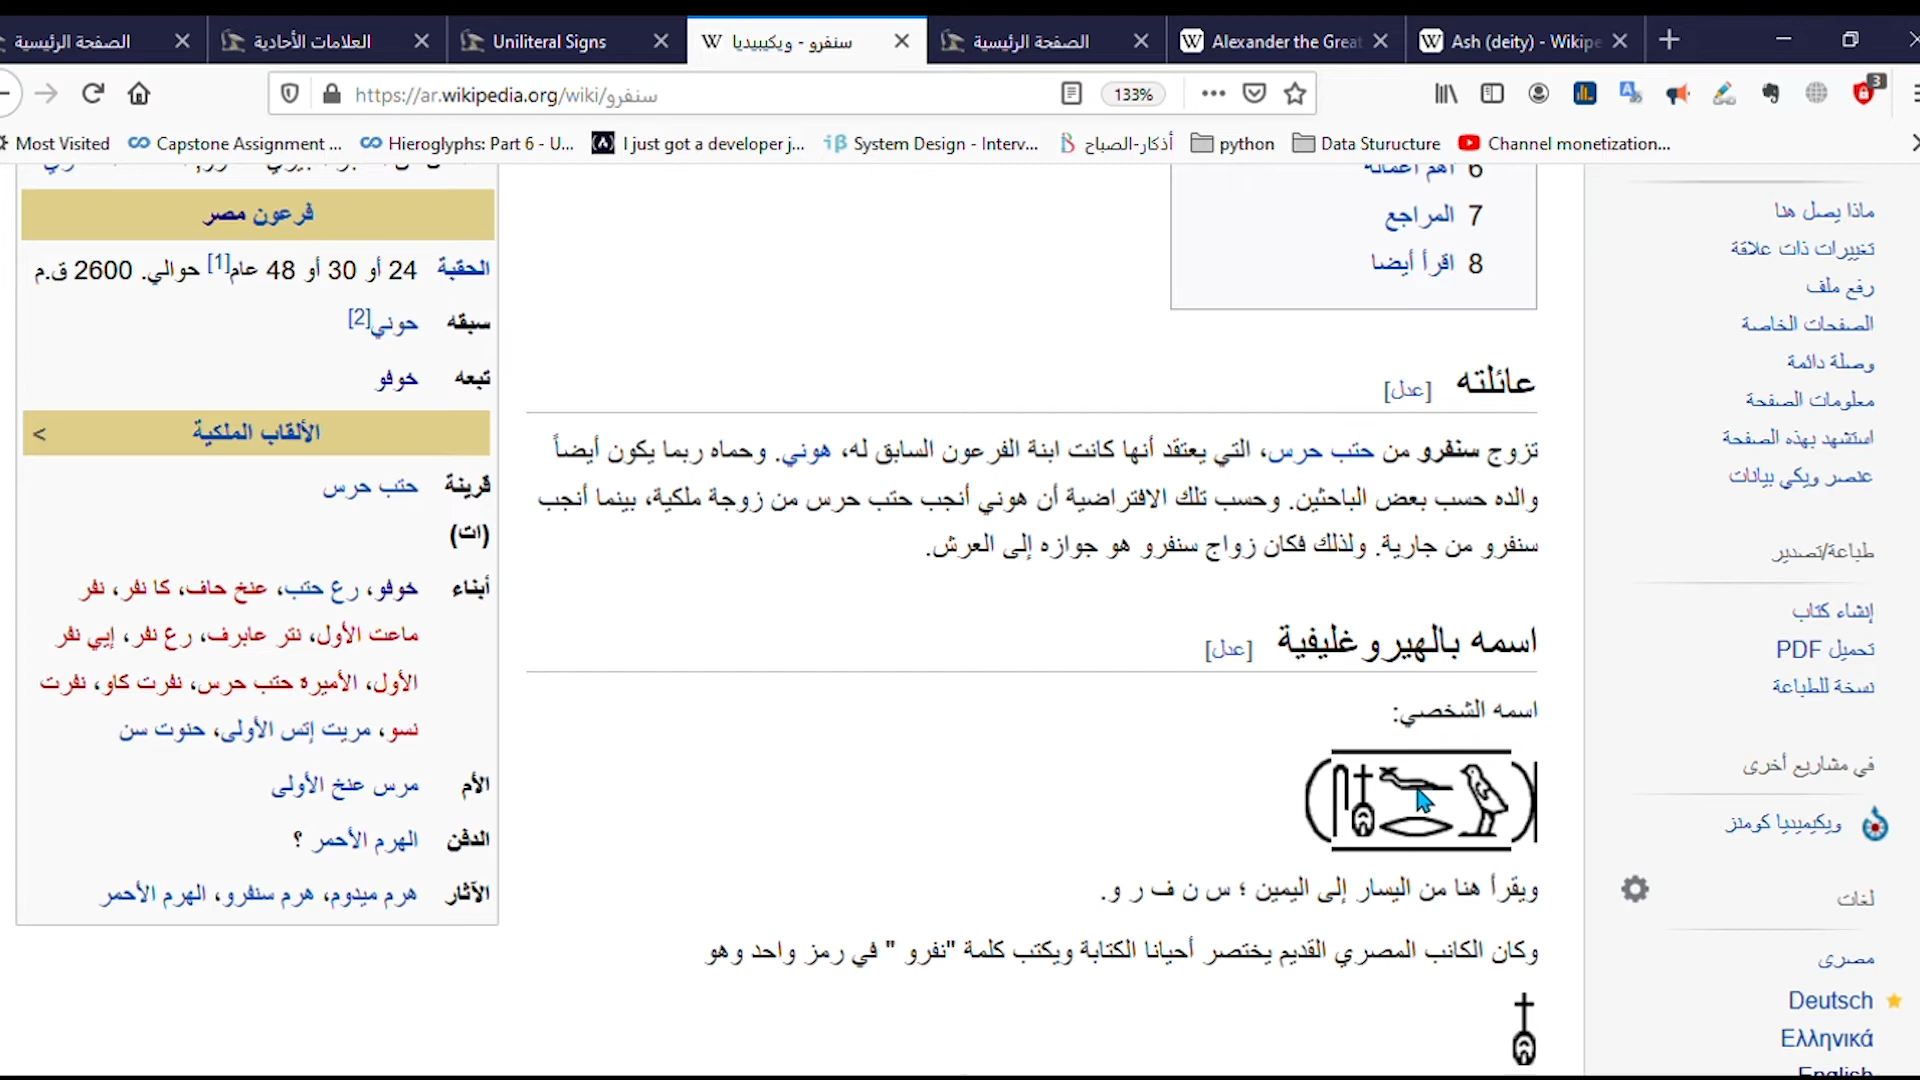 الصفحة الرئيسية
العلامات الأحادية
Uniliteral Signs
سنفرو - ويكيبيديا
الصفحة الرئيسية
Alexander the Great
Ash (deity) - Wikipe
https://ar.wikipedia.org/wiki/سنفرو
133%
3
Most Visited
Capstone Assignment ...
Hieroglyphs: Part 6 - U...
I just got a developer j...
System Design - Interv...
أذكار-الصباح
python
Data Sturucture
Channel monetization...
6 أهم أعماله
7 المراجع
8 اقرأ أيضا
عائلته [عدل]
تزوج سنفرو من حتب حرس، التي يعتقد أنها كانت ابنة الفرعون السابق له، هوني. وحماه ربما يكون أيضاً
والده حسب بعض الباحثين. وحسب تلك الافتراضية أن هوني أنجب حتب حرس من زوجة ملكية، بينما أنجب
سنفرو من جارية. ولذلك فكان زواج سنفرو هو جوازه إلى العرش.
اسمه بالهيروغليفية [عدل]
اسمه الشخصي:
ويقرأ هنا من اليسار إلى اليمين ؛ س ن ف ر و.
وكان الكاتب المصري القديم يختصر أحيانا الكتابة ويكتب كلمة "نفرو " في رمز واحد وهو
فرعون مصر
الحقبة 24 أو 30 أو 48 عام[1] حوالي. 2600 ق.م
سبقه حوني[2]
تبعه خوفو
الألقاب الملكية >
قرينة حتب حرس
(ات)
أبناء خوفو، رع حتب، عنخ حاف، كا نفر، نفر
ماعت الأول، نتر عابرف، رع نفر، إيي نفر
الأول، الأميرة حتب حرس، نفرت كاو، نفرت
نسو، مريت إتس الأولى، حنوت سن
الأم مرس عنخ الأولى
الدفن الهرم الأحمر ؟
الآثار هرم ميدوم، هرم سنفرو، الهرم الأحمر
ماذا يصل هنا
تغييرات ذات علاقة
رفع ملف
الصفحات الخاصة
وصلة دائمة
معلومات الصفحة
استشهد بهذه الصفحة
عنصر ويكي بيانات
طباعة/تصدير
إنشاء كتاب
تحميل PDF
نسخة للطباعة
في مشاريع أخرى
ويكيميديا كومنز
لغات
مصرى
Deutsch
Ελληνικά
English